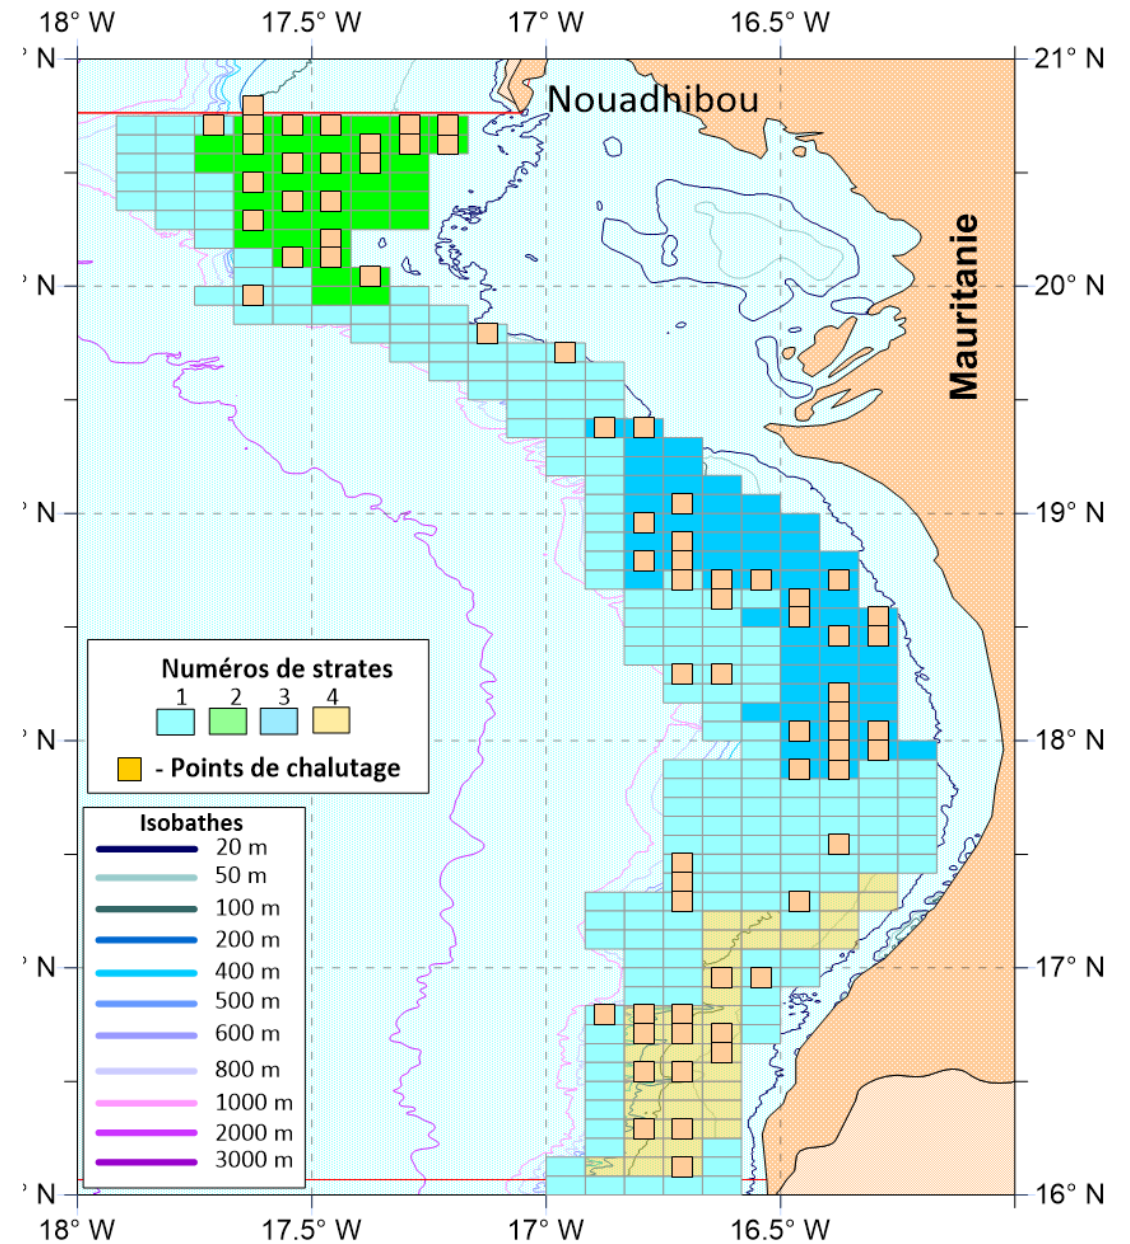 18° W 17.5° W 17° W 16.5° W
° N 21° N
Nouadhibou
Mauritanie
° N 20° N
° N 19° N
Numéros de strates
1 2 3 4
- Points de chalutage
° N 18° N
Isobathes
20 m
50 m
100 m
200 m
400 m
500 m
600 m
800 m
1000 m
2000 m
3000 m
° N 17° N
° N 16° N
18° W 17.5° W 17° W 16.5° W